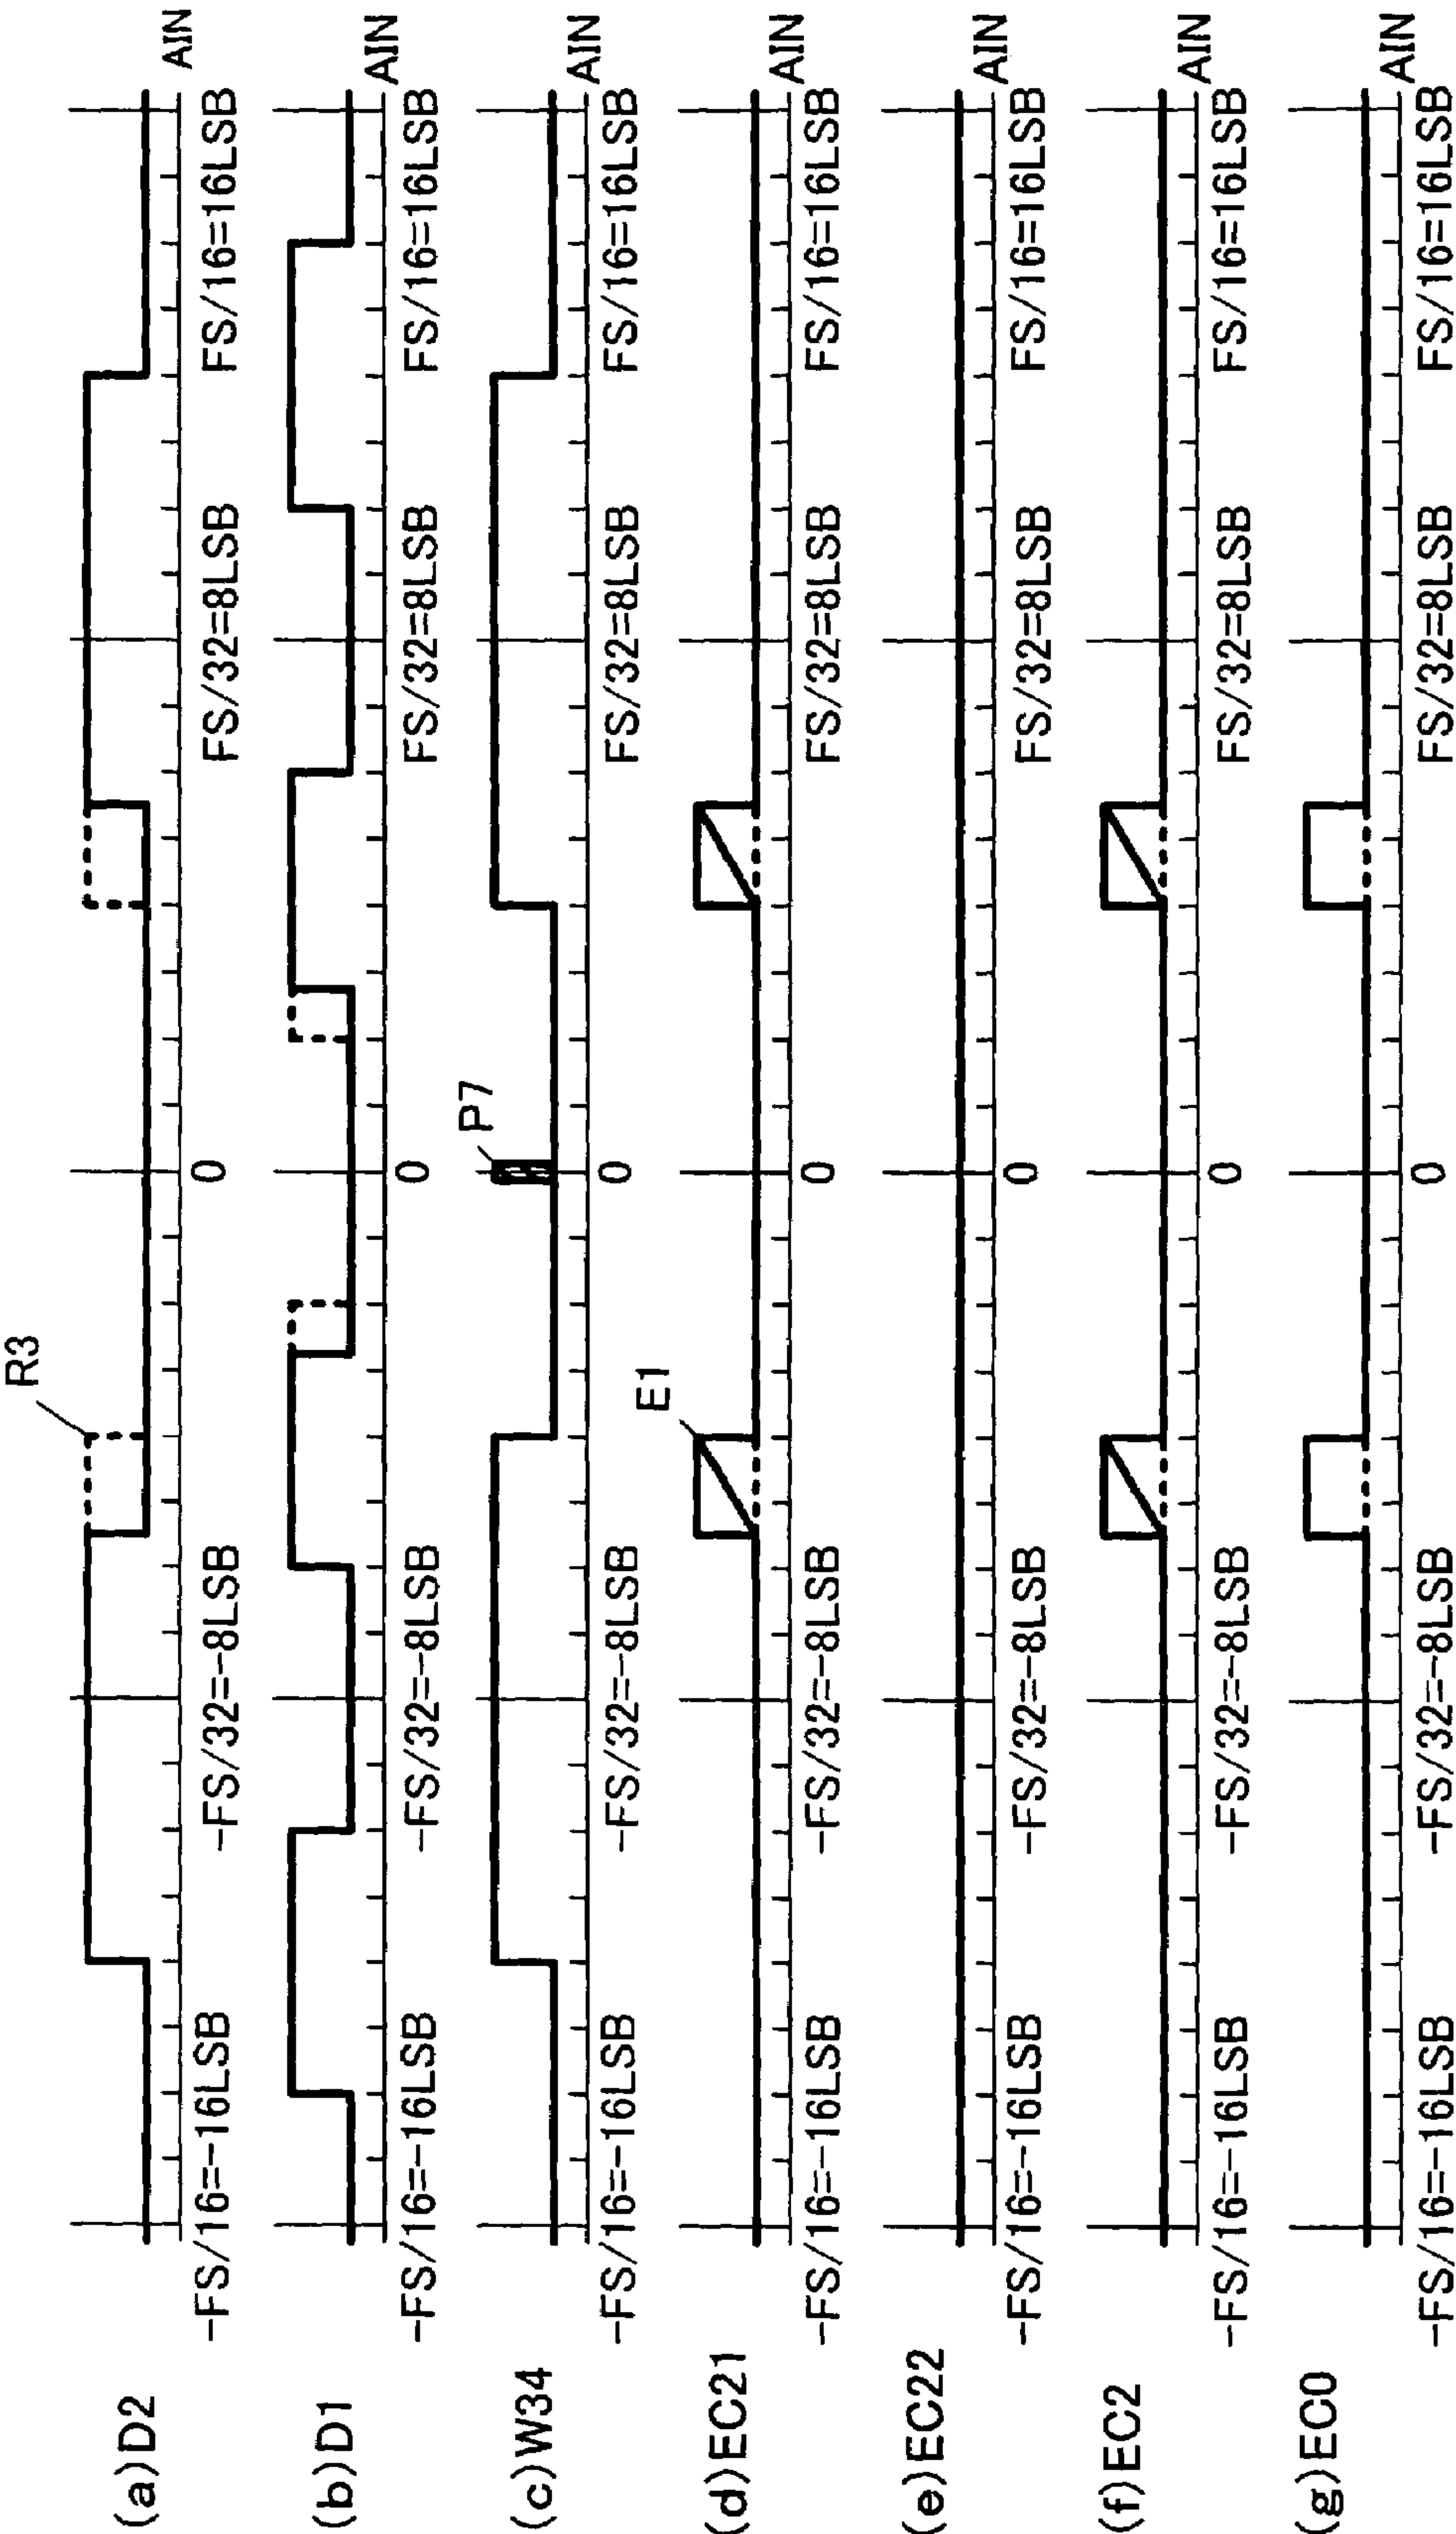 R3
(a)D2
-FS/16=-16LSB
-FS/32=-8LSB
0
FS/32=8LSB
FS/16=16LSB
AIN
(b)D1
-FS/16=-16LSB
-FS/32=-8LSB
0
FS/32=8LSB
FS/16=16LSB
AIN
P7
(c)W34
-FS/16=-16LSB
-FS/32=-8LSB
0
FS/32=8LSB
FS/16=16LSB
AIN
E1
(d)EC21
-FS/16=-16LSB
-FS/32=-8LSB
0
FS/32=8LSB
FS/16=16LSB
AIN
(e)EC22
-FS/16=-16LSB
-FS/32=-8LSB
0
FS/32=8LSB
FS/16=16LSB
AIN
(f)EC2
-FS/16=-16LSB
-FS/32=-8LSB
0
FS/32=8LSB
FS/16=16LSB
AIN
(g)EC0
-FS/16=-16LSB
-FS/32=-8LSB
0
FS/32=8LSB
FS/16=16LSB
AIN